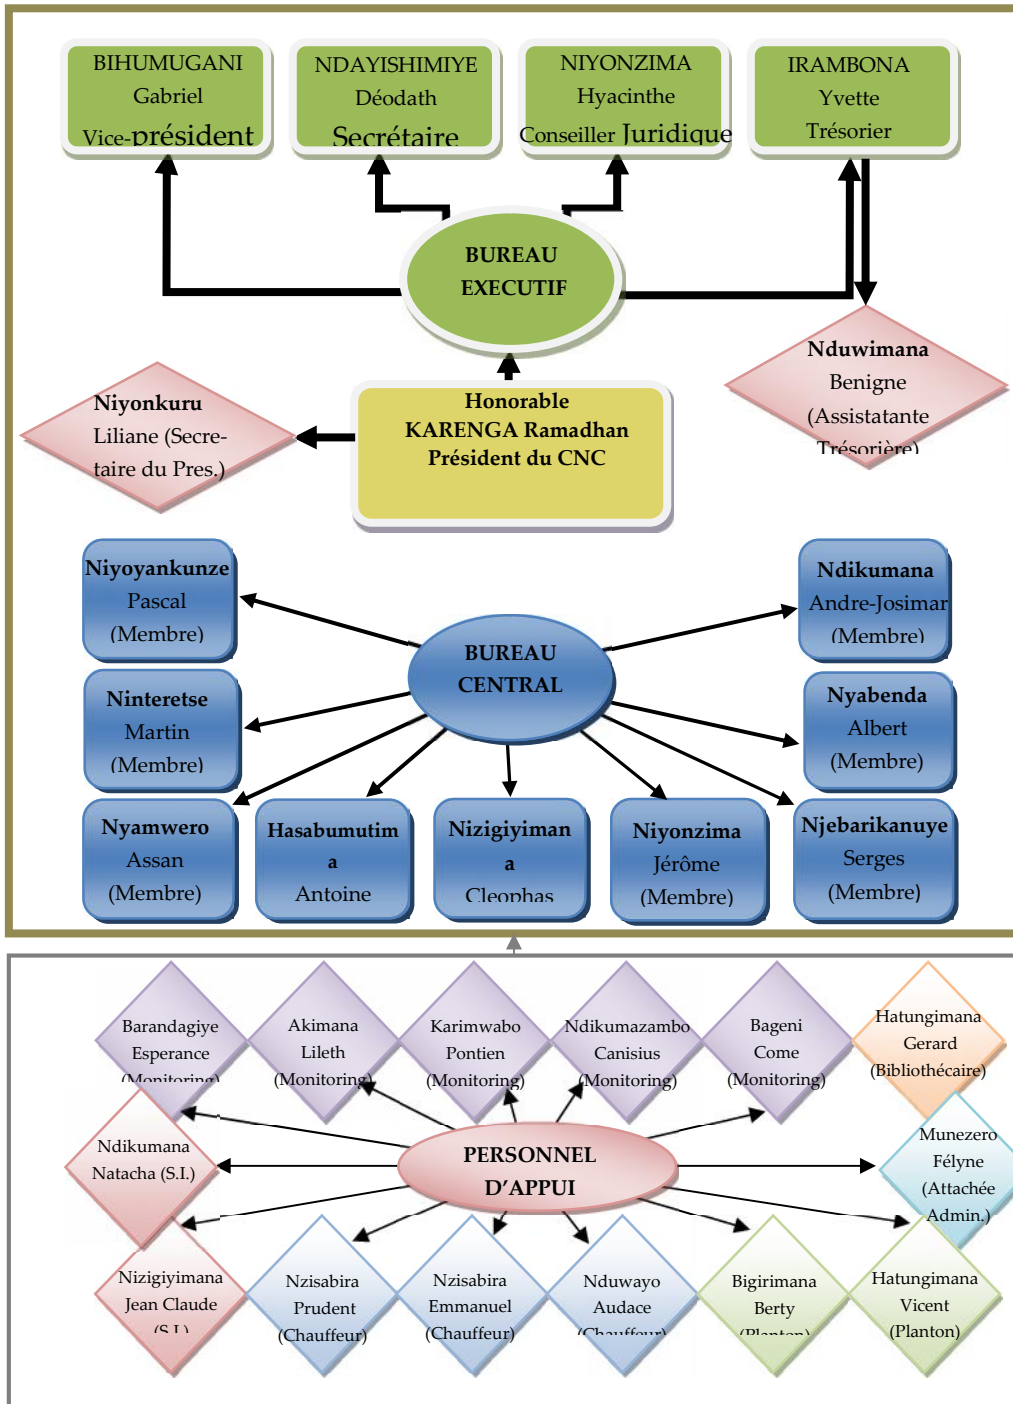 BIHUMUGANI
Gabriel
Vice-président
NDAYISHIMIYE
Déodath
Secrétaire
NIYONZIMA
Hyacinthe
Conseiller Juridique
IRAMBONA
Yvette
Trésorier
BUREAU
EXECUTIF
Nduwimana
Benigne
(Assistatante
Trésorière)
Niyonkuru
Liliane (Secre-
taire du Pres.)
Honorable
KARENGA Ramadhan
Président du CNC
Niyoyankunze
Pascal
(Membre)
Ndikumana
Andre-Josimar
(Membre)
BUREAU
CENTRAL
Ninteretse
Martin
(Membre)
Nyabenda
Albert
(Membre)
Nyamwero
Assan
(Membre)
Hasabumutim
a
Antoine
Nizigiyiman
a
Cleophas
Niyonzima
Jérôme
(Membre)
Njebarikanuye
Serges
(Membre)
Barandagiye
Esperance
(Monitoring)
Akimana
Lileth
(Monitoring)
Karimwabo
Pontien
(Monitoring)
Ndikumazambo
Canisius
(Monitoring)
Bageni
Come
(Monitoring)
Hatungimana
Gerard
(Bibliothécaire)
Ndikumana
Natacha (S.I.)
PERSONNEL
D'APPUI
Munezero
Félyne
(Attachée
Admin.)
Nizigiyimana
Jean Claude
(S.I.)
Nzisabira
Prudent
(Chauffeur)
Nzisabira
Emmanuel
(Chauffeur)
Nduwayo
Audace
(Chauffeur)
Bigirimana
Berty
(Planton)
Hatungimana
Vicent
(Planton)